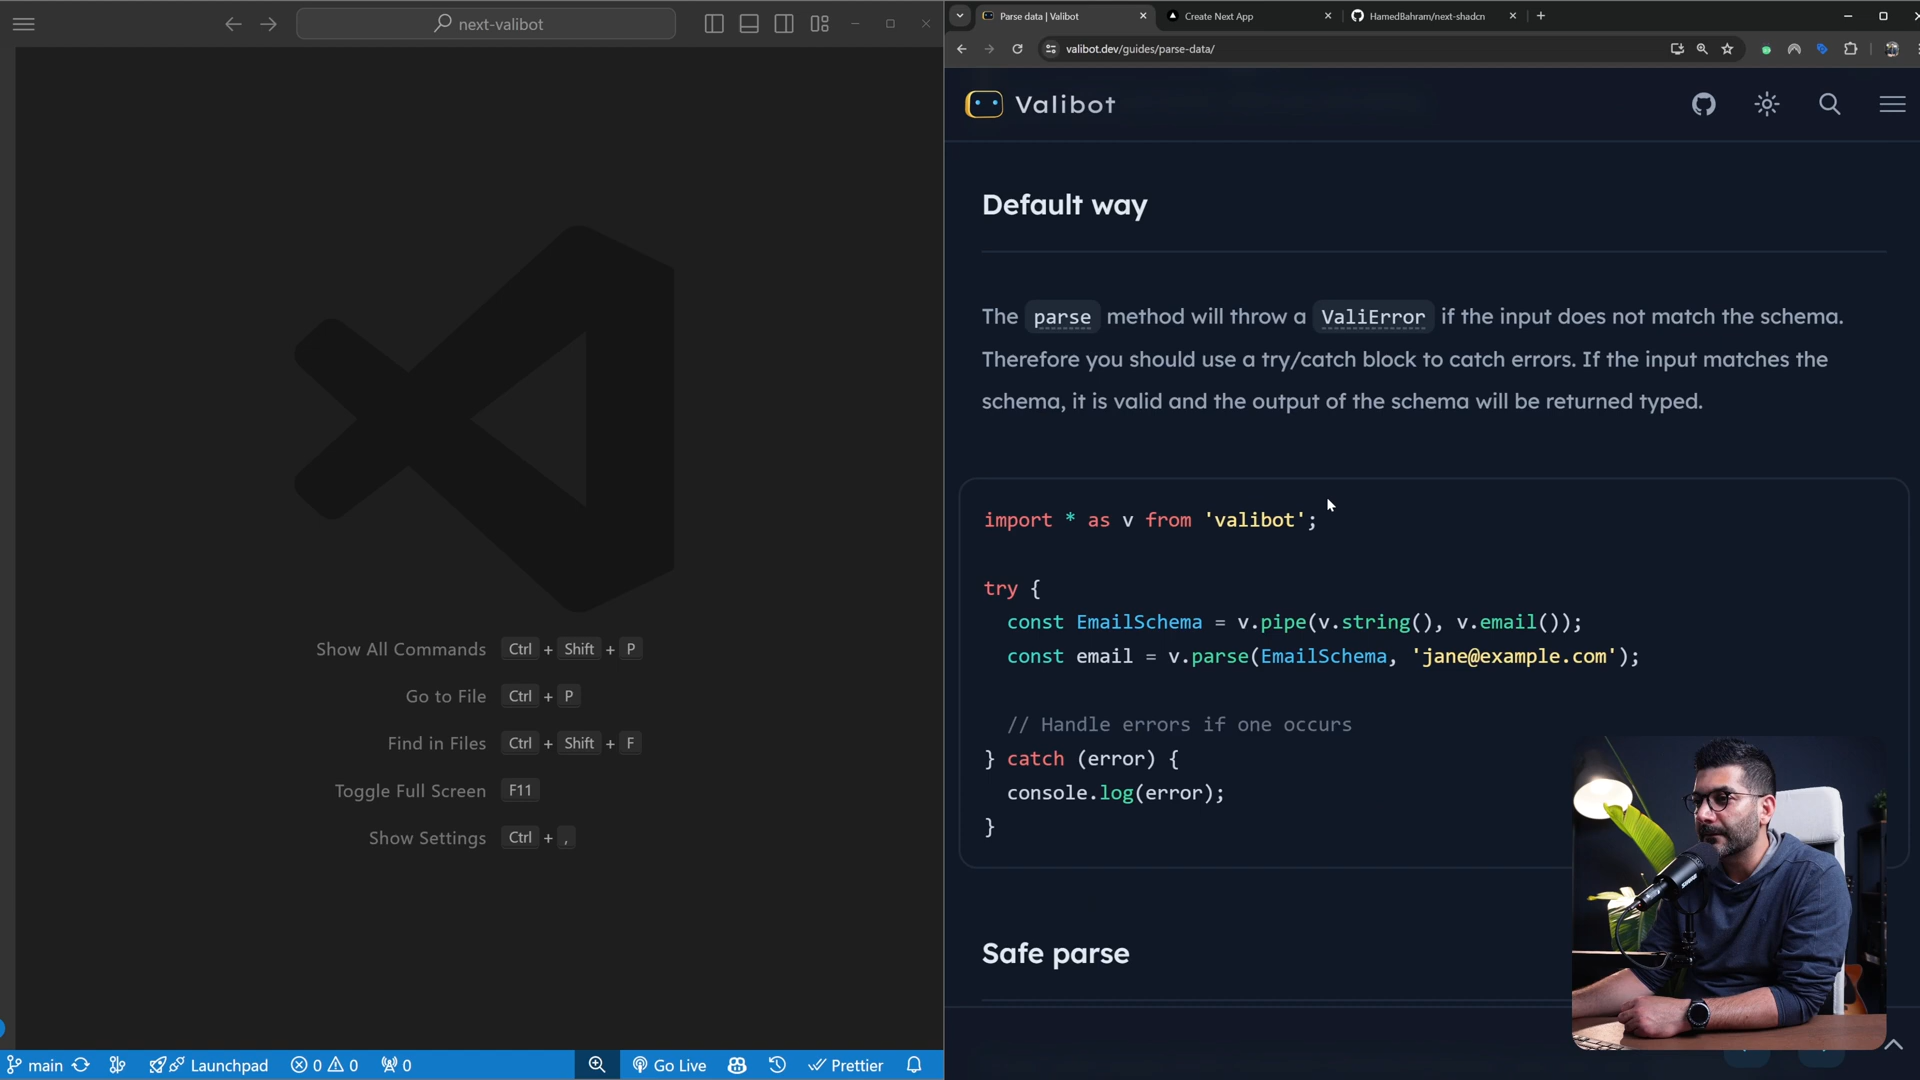 next-valibot
Show All Commands Ctrl + Shift + P
Go to File Ctrl + P
Find in Files Ctrl + Shift + F
Toggle Full Screen F11
Show Settings Ctrl + ,
main Launchpad 0 0 0 Go Live Prettier
Parse data | Valibot Create Next App HamedBahram/next-shadcn
valibot.dev/guides/parse-data/
Valibot
Default way
The parse method will throw a ValiError if the input does not match the schema.
Therefore you should use a try/catch block to catch errors. If the input matches the
schema, it is valid and the output of the schema will be returned typed.
import * as v from 'valibot';
try {
const EmailSchema = v.pipe(v.string(), v.email());
const email = v.parse(EmailSchema, 'jane@example.com');
// Handle errors if one occurs
} catch (error) {
console.log(error);
}
Safe parse